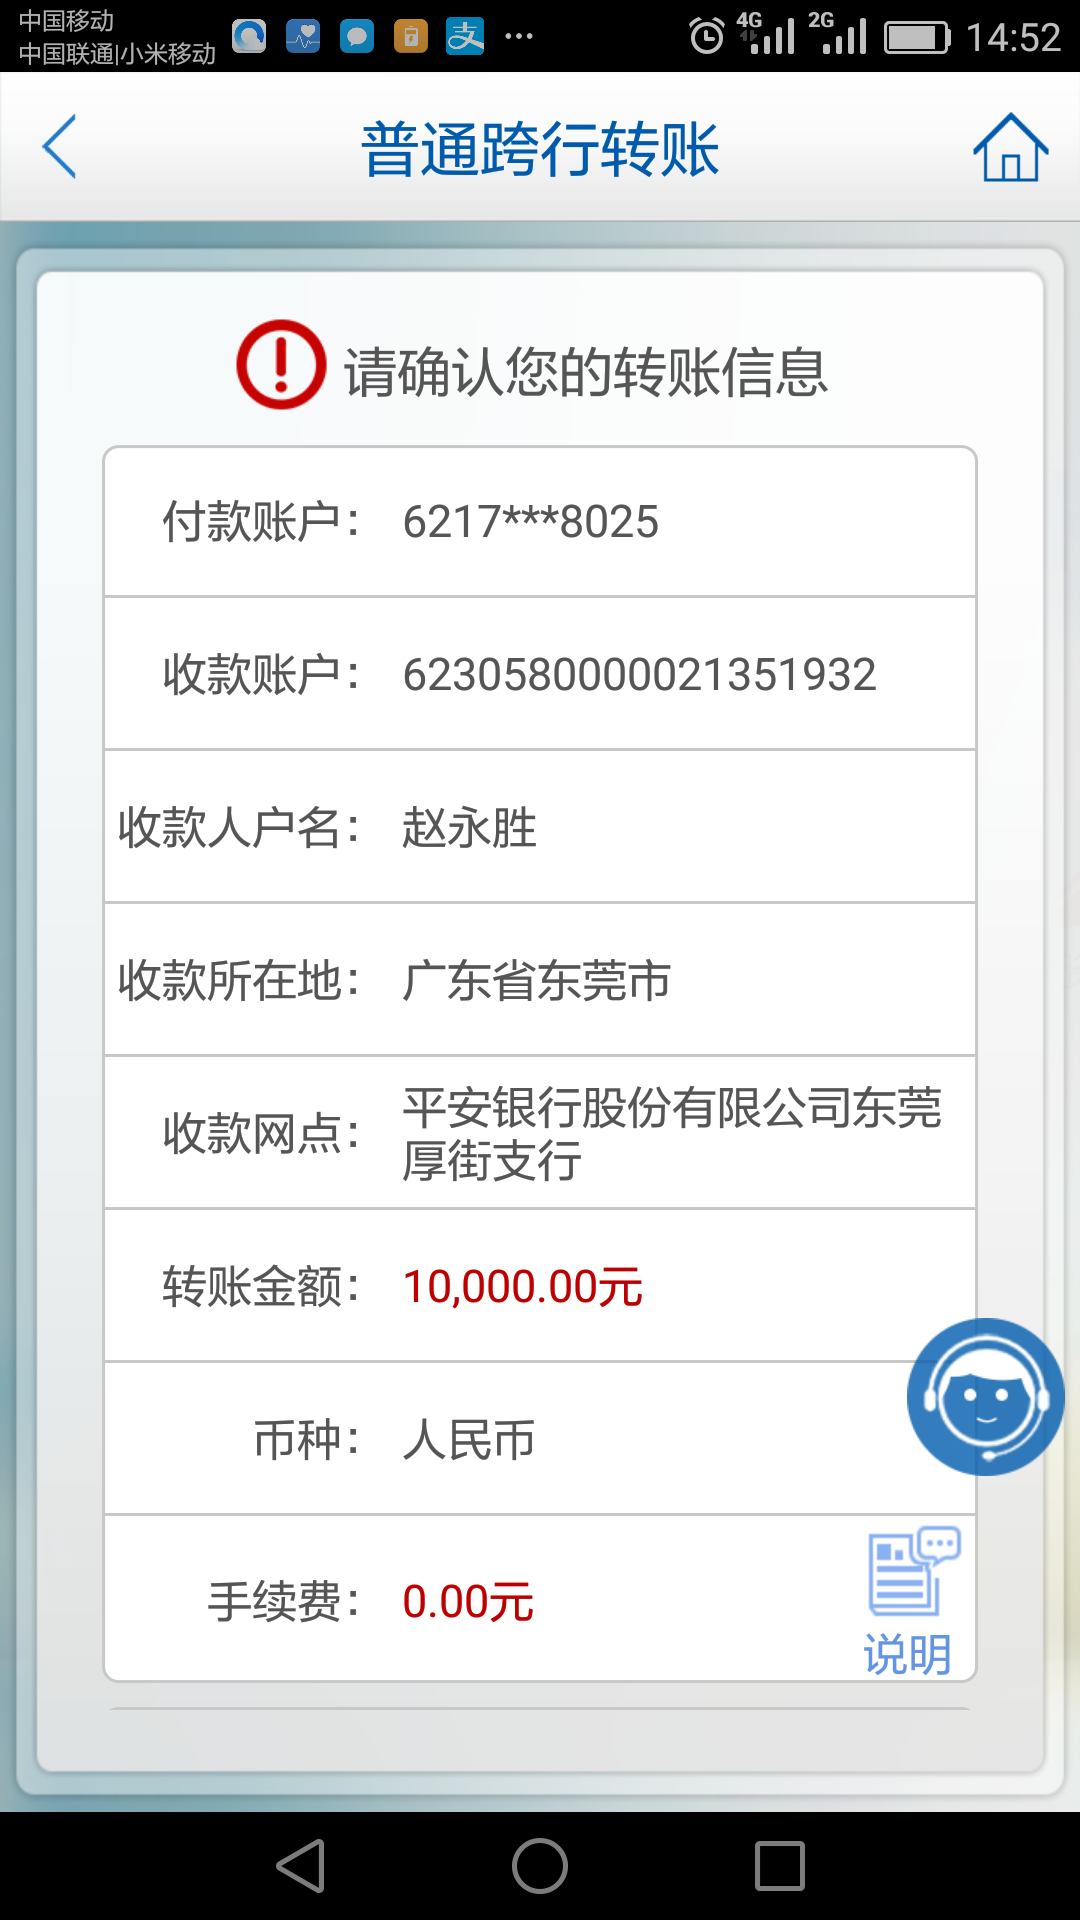 中国移动
中国联通|小米移动
4G
2G
14:52
普通跨行转账
请确认您的转账信息
付款账户： 6217***8025
收款账户： 6230580000021351932
收款人户名： 赵永胜
收款所在地： 广东省东莞市
收款网点： 平安银行股份有限公司东莞
厚街支行
转账金额： 10,000.00元
币种： 人民币
手续费： 0.00元
说明